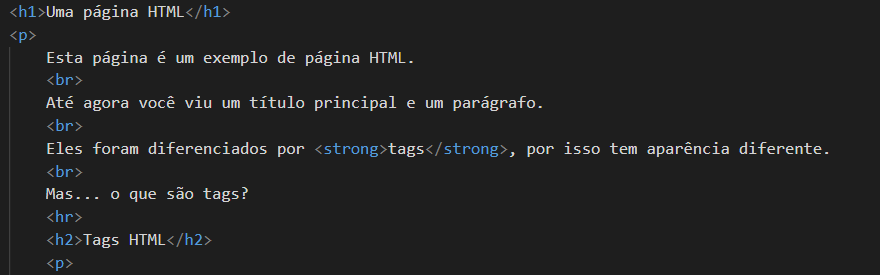 <h1>Uma página HTML</h1>
<p>
Esta página é um exemplo de página HTML.
<br>
Até agora você viu um título principal e um parágrafo.
<br>
Eles foram diferenciados por <strong>tags</strong>, por isso tem aparência diferente.
<br>
Mas... o que são tags?
<hr>
<h2>Tags HTML</h2>
<p>